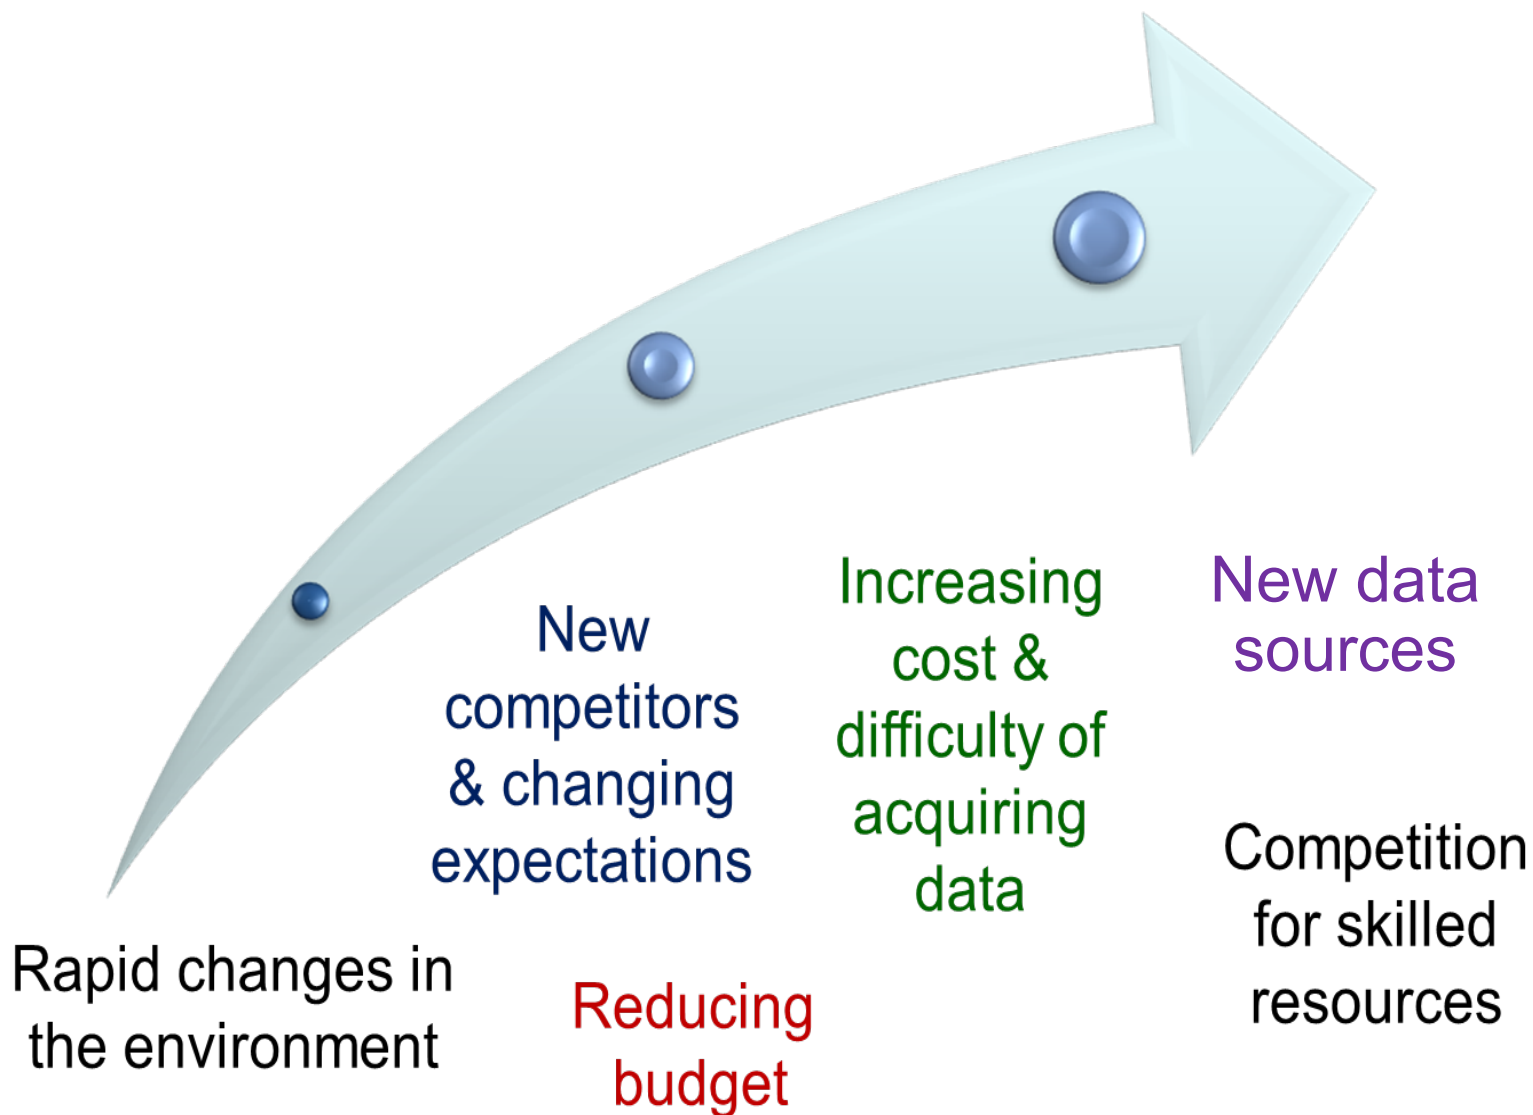 Rapid changes in
the environment
New
competitors
& changing
expectations
Reducing
budget
Increasing
cost &
difficulty of
acquiring
data
New data
sources
Competition
for skilled
resources